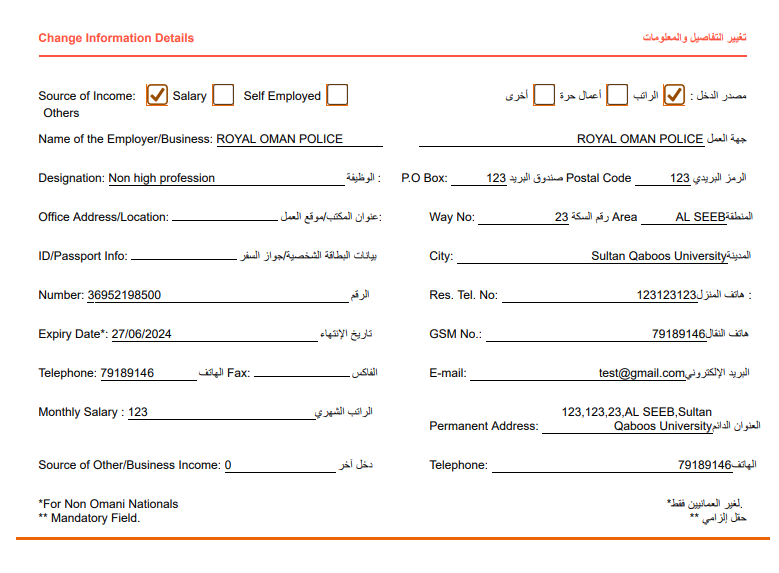 Change Information Details تغيير التفاصيل والمعلومات
Source of Income: Salary Self Employed مصدر الدخل : الراتب أعمال حرة أخرى
Others
Name of the Employer/Business: ROYAL OMAN POLICE ROYAL OMAN POLICE جهة العمل
Designation: Non high profession الوظيفة : P.O Box: 123 صندوق البريد Postal Code 123 الرمز البريدي
Office Address/Location: عنوان المكتب/موقع العمل: Way No: 23 رقم السكة Area AL SEEB المنطقة
ID/Passport Info: بيانات البطاقة الشخصية/جواز السفر City: Sultan Qaboos University المدينة
Number: 36952198500 الرقم Res. Tel. No: 123123123 هاتف المنزل :
Expiry Date*: 27/06/2024 تاريخ الإنتهاء GSM No.: 79189146 هاتف النقال
Telephone: 79189146 الهاتف Fax: الفاكس E-mail: test@gmail.com البريد الإلكتروني
Monthly Salary : 123 الراتب الشهري Permanent Address: 123,123,23,AL SEEB,Sultan
Qaboos University العنوان الدائم
Source of Other/Business Income: 0 دخل آخر Telephone: 79189146 الهاتف
*For Non Omani Nationals *لغير العمانيين فقط.
** Mandatory Field. ** حقل إلزامي